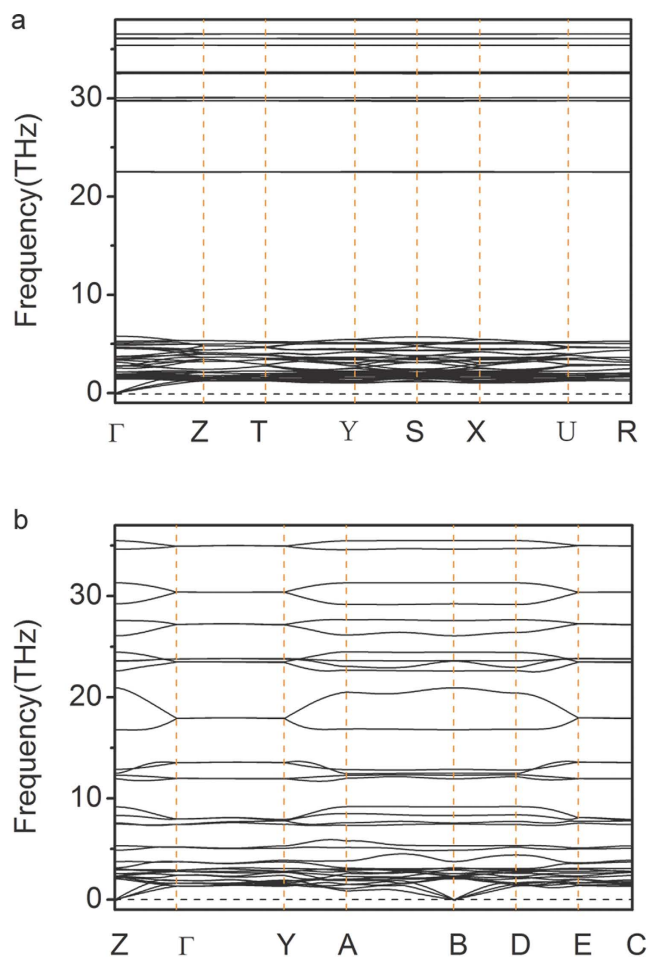 a
Frequency(THz)
30
20
10
0
Γ Z T Y S X U R
b
Frequency(THz)
30
20
10
0
Z Γ Y A B D E C